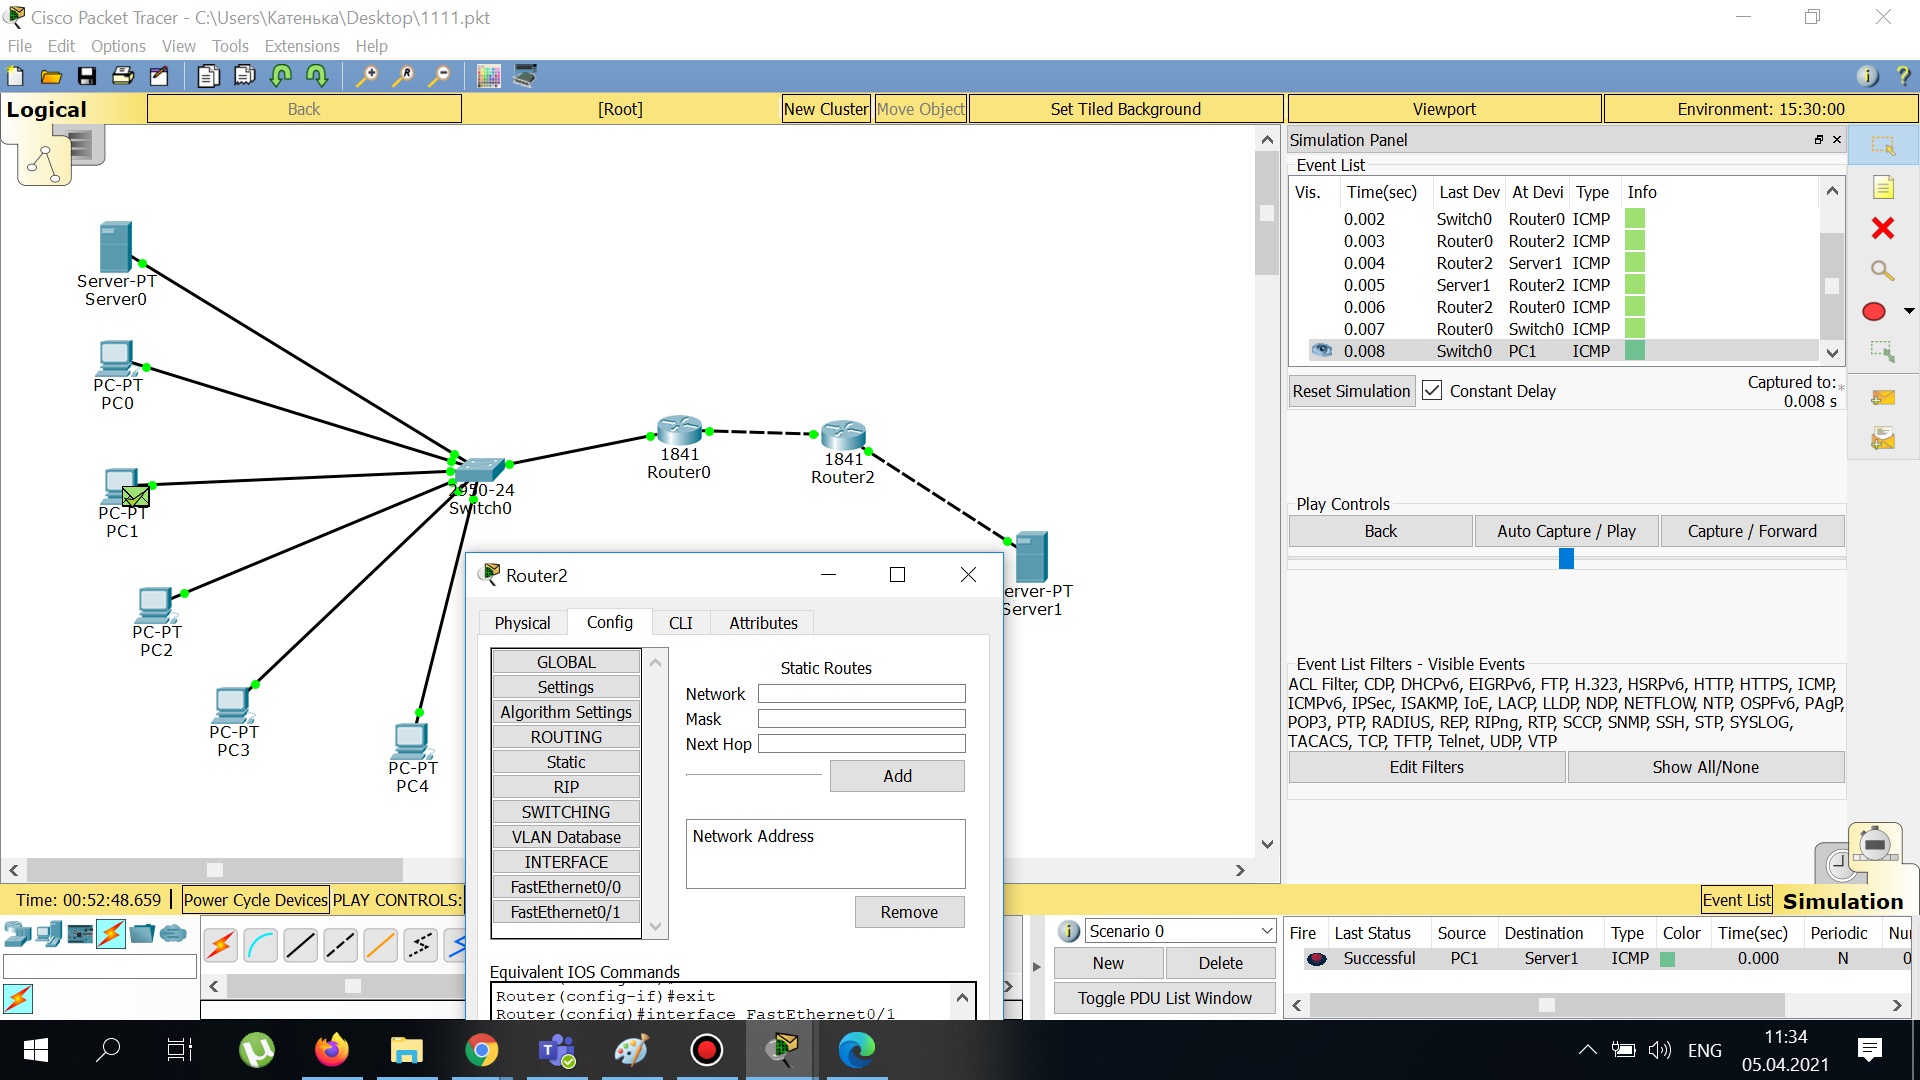 Cisco Packet Tracer - C:\Users\Катенька\Desktop\1111.pkt
File Edit Options View Tools Extensions Help
Logical Back [Root] New Cluster Move Object Set Tiled Background Viewport Environment: 15:30:00
Server-PT
Server0
PC-PT
PC0
PC-PT
PC1
PC-PT
PC2
PC-PT
PC3
PC-PT
PC4
2950-24
Switch0
1841
Router0
1841
Router2
erver-PT
Server1
Router2
Physical Config CLI Attributes
GLOBAL
Settings
Algorithm Settings
ROUTING
Static
RIP
SWITCHING
VLAN Database
INTERFACE
FastEthernet0/0
FastEthernet0/1
Static Routes
Network
Mask
Next Hop
Add
Network Address
Remove
Equivalent IOS Commands
Router(config-if)#exit
Router(config)#interface FastEthernet0/1
Simulation Panel
Event List
Vis. Time(sec) Last Dev At Devi Type Info
0.002 Switch0 Router0 ICMP
0.003 Router0 Router2 ICMP
0.004 Router2 Server1 ICMP
0.005 Server1 Router2 ICMP
0.006 Router2 Router0 ICMP
0.007 Router0 Switch0 ICMP
0.008 Switch0 PC1 ICMP
Reset Simulation Constant Delay
Captured to:*
0.008 s
Play Controls
Back Auto Capture / Play Capture / Forward
Event List Filters - Visible Events
ACL Filter, CDP, DHCPv6, EIGRPv6, FTP, H.323, HSRPv6, HTTP, HTTPS, ICMP,
ICMPv6, IPSec, ISAKMP, IoE, LACP, LLDP, NDP, NETFLOW, NTP, OSPFv6, PAgP,
POP3, PTP, RADIUS, REP, RIPng, RTP, SCCP, SNMP, SSH, STP, SYSLOG,
TACACS, TCP, TFTP, Telnet, UDP, VTP
Edit Filters Show All/None
Time: 00:52:48.659 Power Cycle Devices PLAY CONTROLS:
Event List Simulation
Scenario 0
New Delete
Toggle PDU List Window
Fire Last Status Source Destination Type Color Time(sec) Periodic Nu
Successful PC1 Server1 ICMP 0.000 N 0
ENG
11:34
05.04.2021